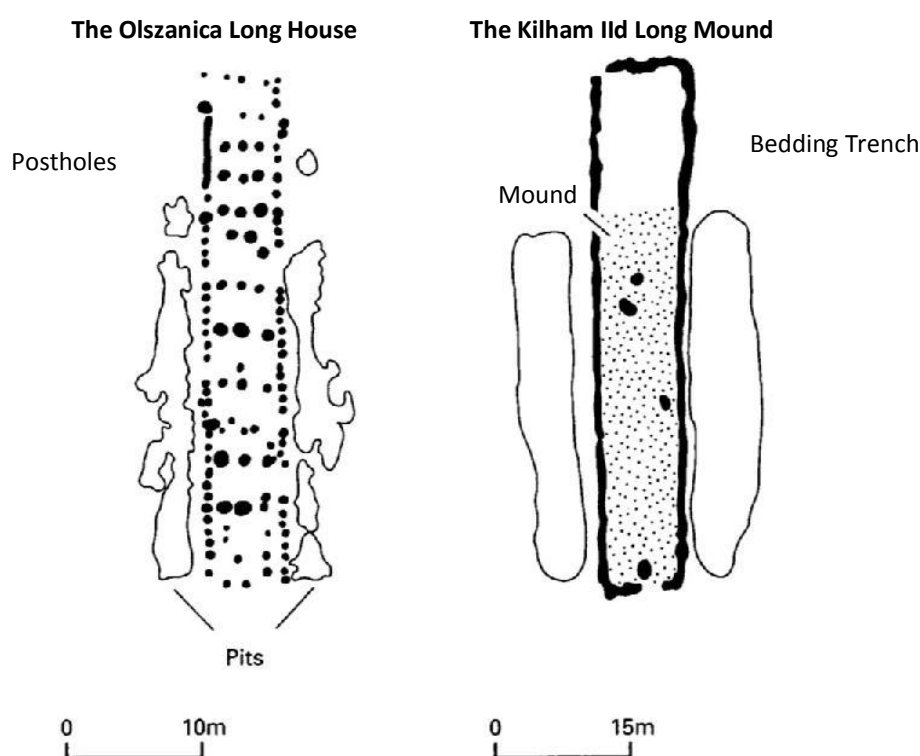 The Olszanica Long House
The Kilham IId Long Mound
Postholes
Bedding Trench
Mound
Pits
0 10m
0 15m